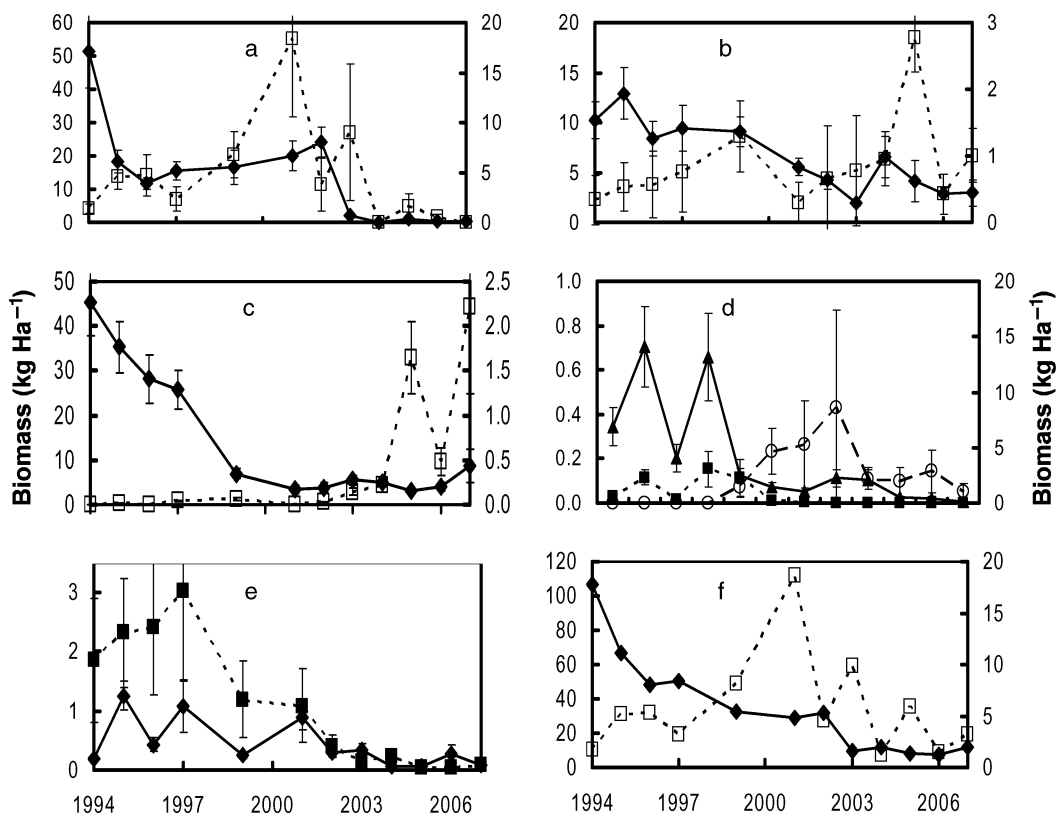 60 20 20 3
50 a 15 b
40 15 15 2
30 10 10
20 5 5 1
10
0 0 0 0
50 2.5 1.0 20
40 c 2.0 0.8 d 15
30 1.5 0.6 10
20 1.0 0.4
10 0.5 0.2 5
0 0.0 0.0 0
Biomass (kg Ha−1)
Biomass (kg Ha−1)
3 e 120 f 20
2 100 15
1 80 10
0 60 5
40 0
20
0
1994 1997 2000 2003 2006
1994 1997 2000 2003 2006